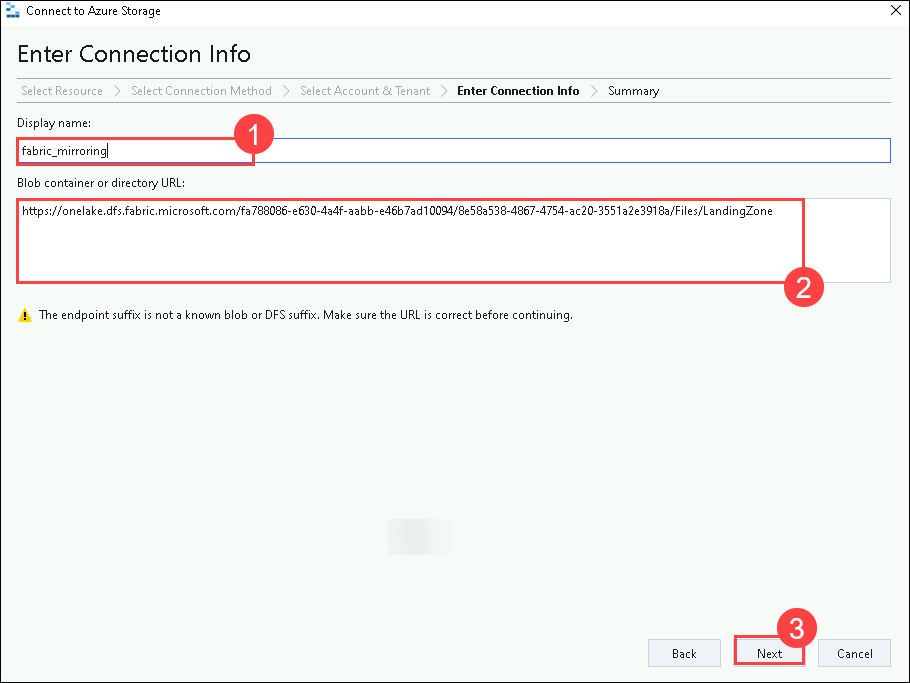 Connect to Azure Storage
Enter Connection Info
Select Resource > Select Connection Method > Select Account & Tenant > Enter Connection Info > Summary
Display name:
1
fabric_mirroring
Blob container or directory URL:
https://onelake.dfs.fabric.microsoft.com/fa788086-e630-4a4f-aabb-e46b7ad10094/8e58a538-4867-4754-ac20-3551a2e3918a/Files/LandingZone
2
The endpoint suffix is not a known blob or DFS suffix. Make sure the URL is correct before continuing.
3
Back Next Cancel